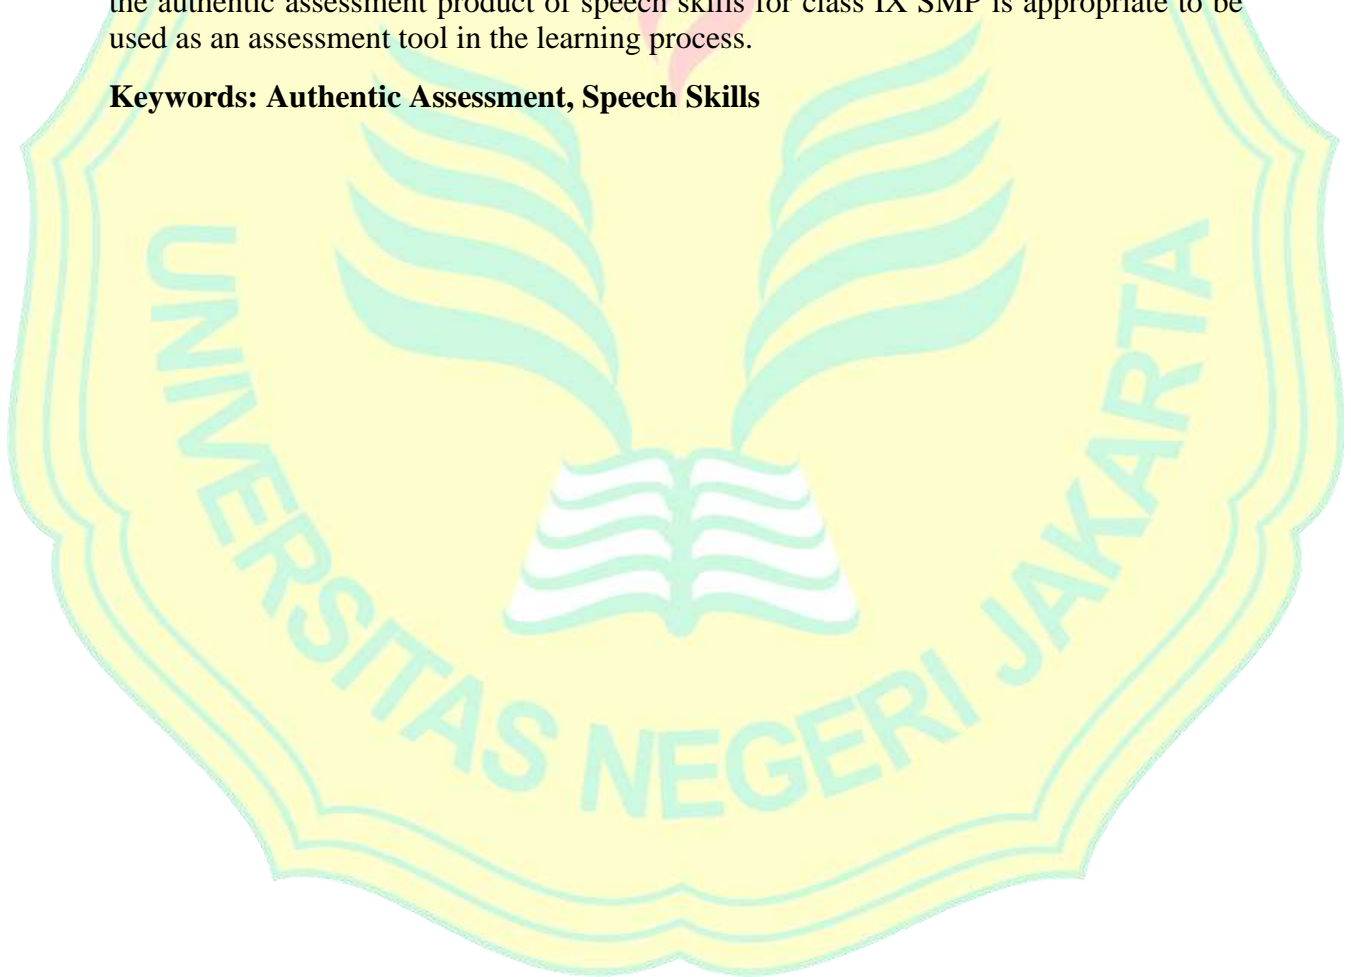 the authentic assessment product of speech skills for class IX SMP is appropriate to be
used as an assessment tool in the learning process.
Keywords: Authentic Assessment, Speech Skills
UNIVERSITAS NEGERI JAKARTA